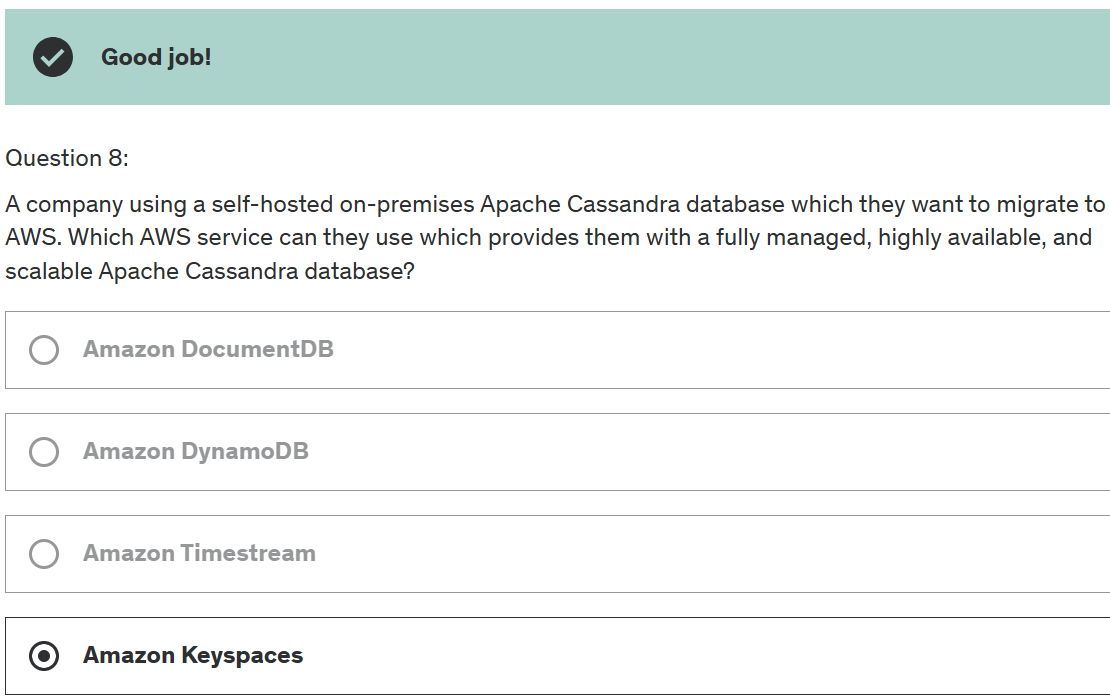 Good job!
Question 8:
A company using a self-hosted on-premises Apache Cassandra database which they want to migrate to
AWS. Which AWS service can they use which provides them with a fully managed, highly available, and
scalable Apache Cassandra database?
Amazon DocumentDB
Amazon DynamoDB
Amazon Timestream
Amazon Keyspaces